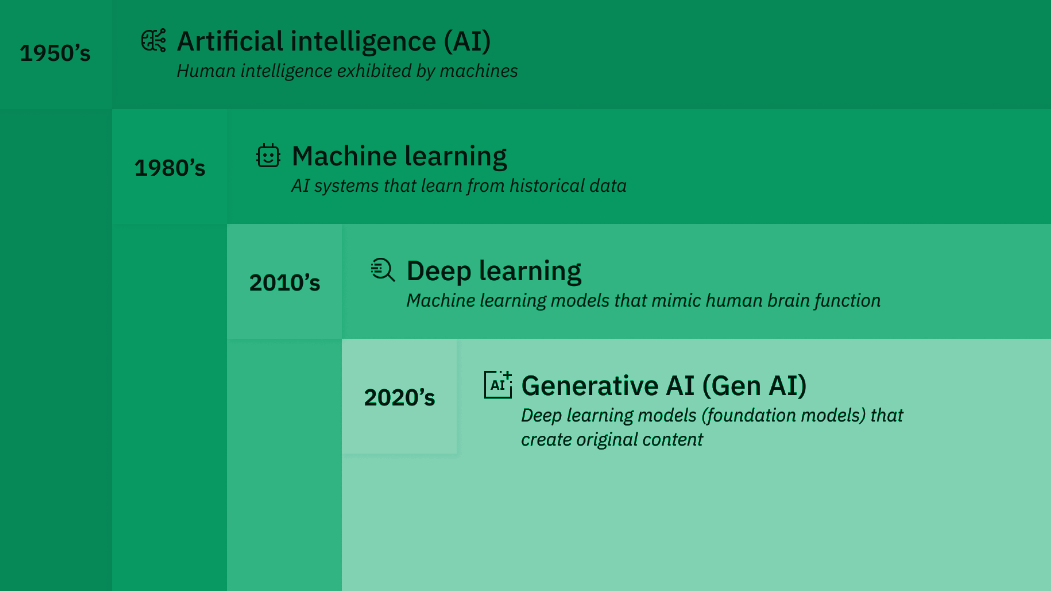 1950’s
Artificial intelligence (AI)
Human intelligence exhibited by machines
1980’s
Machine learning
AI systems that learn from historical data
2010’s
Deep learning
Machine learning models that mimic human brain function
2020’s
AI
Generative AI (Gen AI)
Deep learning models (foundation models) that
create original content